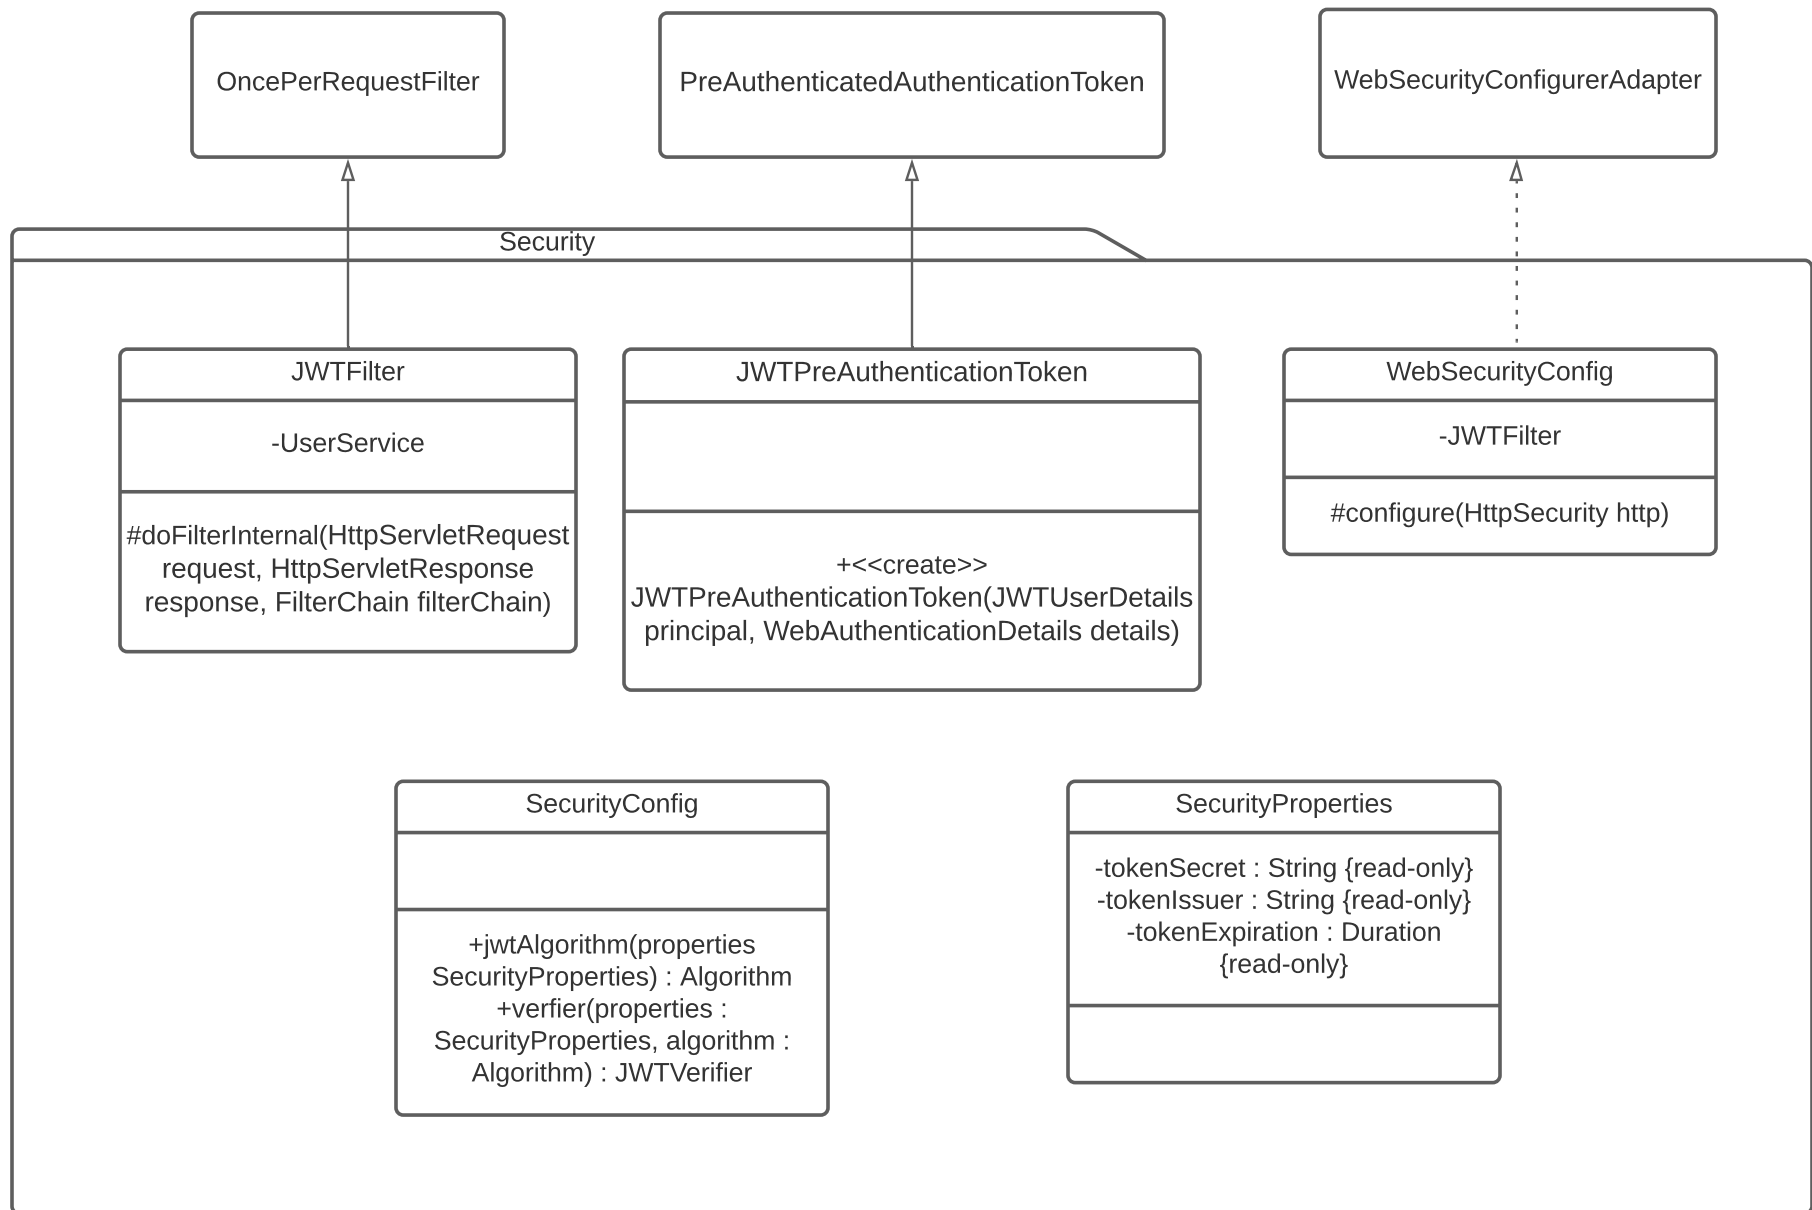 OncePerRequestFilter
PreAuthenticatedAuthenticationToken
WebSecurityConfigurerAdapter
Security
JWTFilter
-UserService
#doFilterInternal(HttpServletRequest
request, HttpServletResponse
response, FilterChain filterChain)
JWTPreAuthenticationToken
+<<create>>
JWTPreAuthenticationToken(JWTUserDetails
principal, WebAuthenticationDetails details)
WebSecurityConfig
-JWTFilter
#configure(HttpSecurity http)
SecurityConfig
+jwtAlgorithm(properties
SecurityProperties) : Algorithm
+verfier(properties :
SecurityProperties, algorithm :
Algorithm) : JWTVerifier
SecurityProperties
-tokenSecret : String {read-only}
-tokenIssuer : String {read-only}
-tokenExpiration : Duration
{read-only}